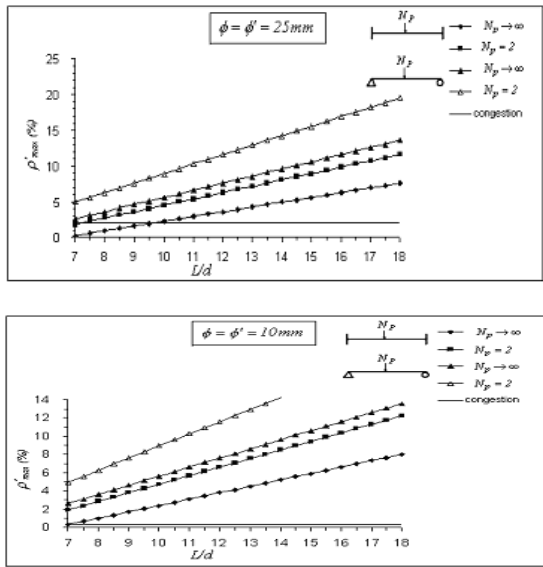 ϕ = ϕ' = 25mm
N_P
N_P
N_p → ∞
N_p = 2
N_p → ∞
N_p = 2
congestion
ρ'max (%)
25
20
15
10
5
0
7 8 9 10 11 12 13 14 15 16 17 18
L/d
ϕ = ϕ' = 10mm
N_P
N_P
N_p → ∞
N_p = 2
N_p → ∞
N_p = 2
congestion
ρ'max (%)
14
12
10
8
6
4
2
0
7 8 9 10 11 12 13 14 15 16 17 18
L/d